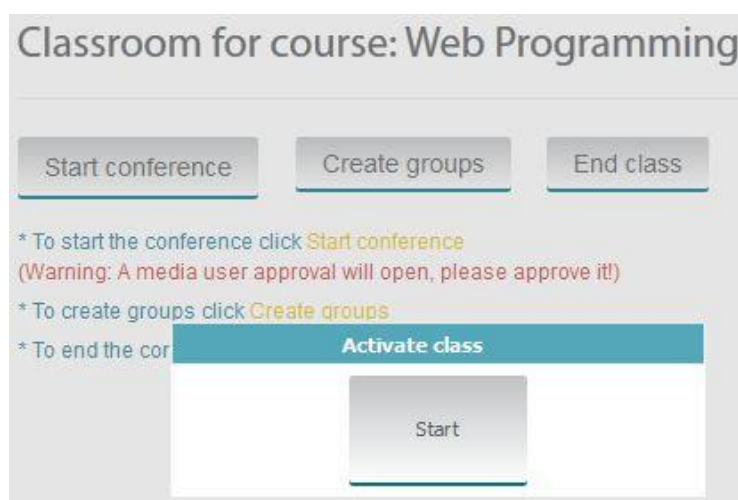 Classroom for course: Web Programming
Start conference Create groups End class
* To start the conference click Start conference
(Warning: A media user approval will open, please approve it!)
* To create groups click Create groups
* To end the cor
Activate class
Start